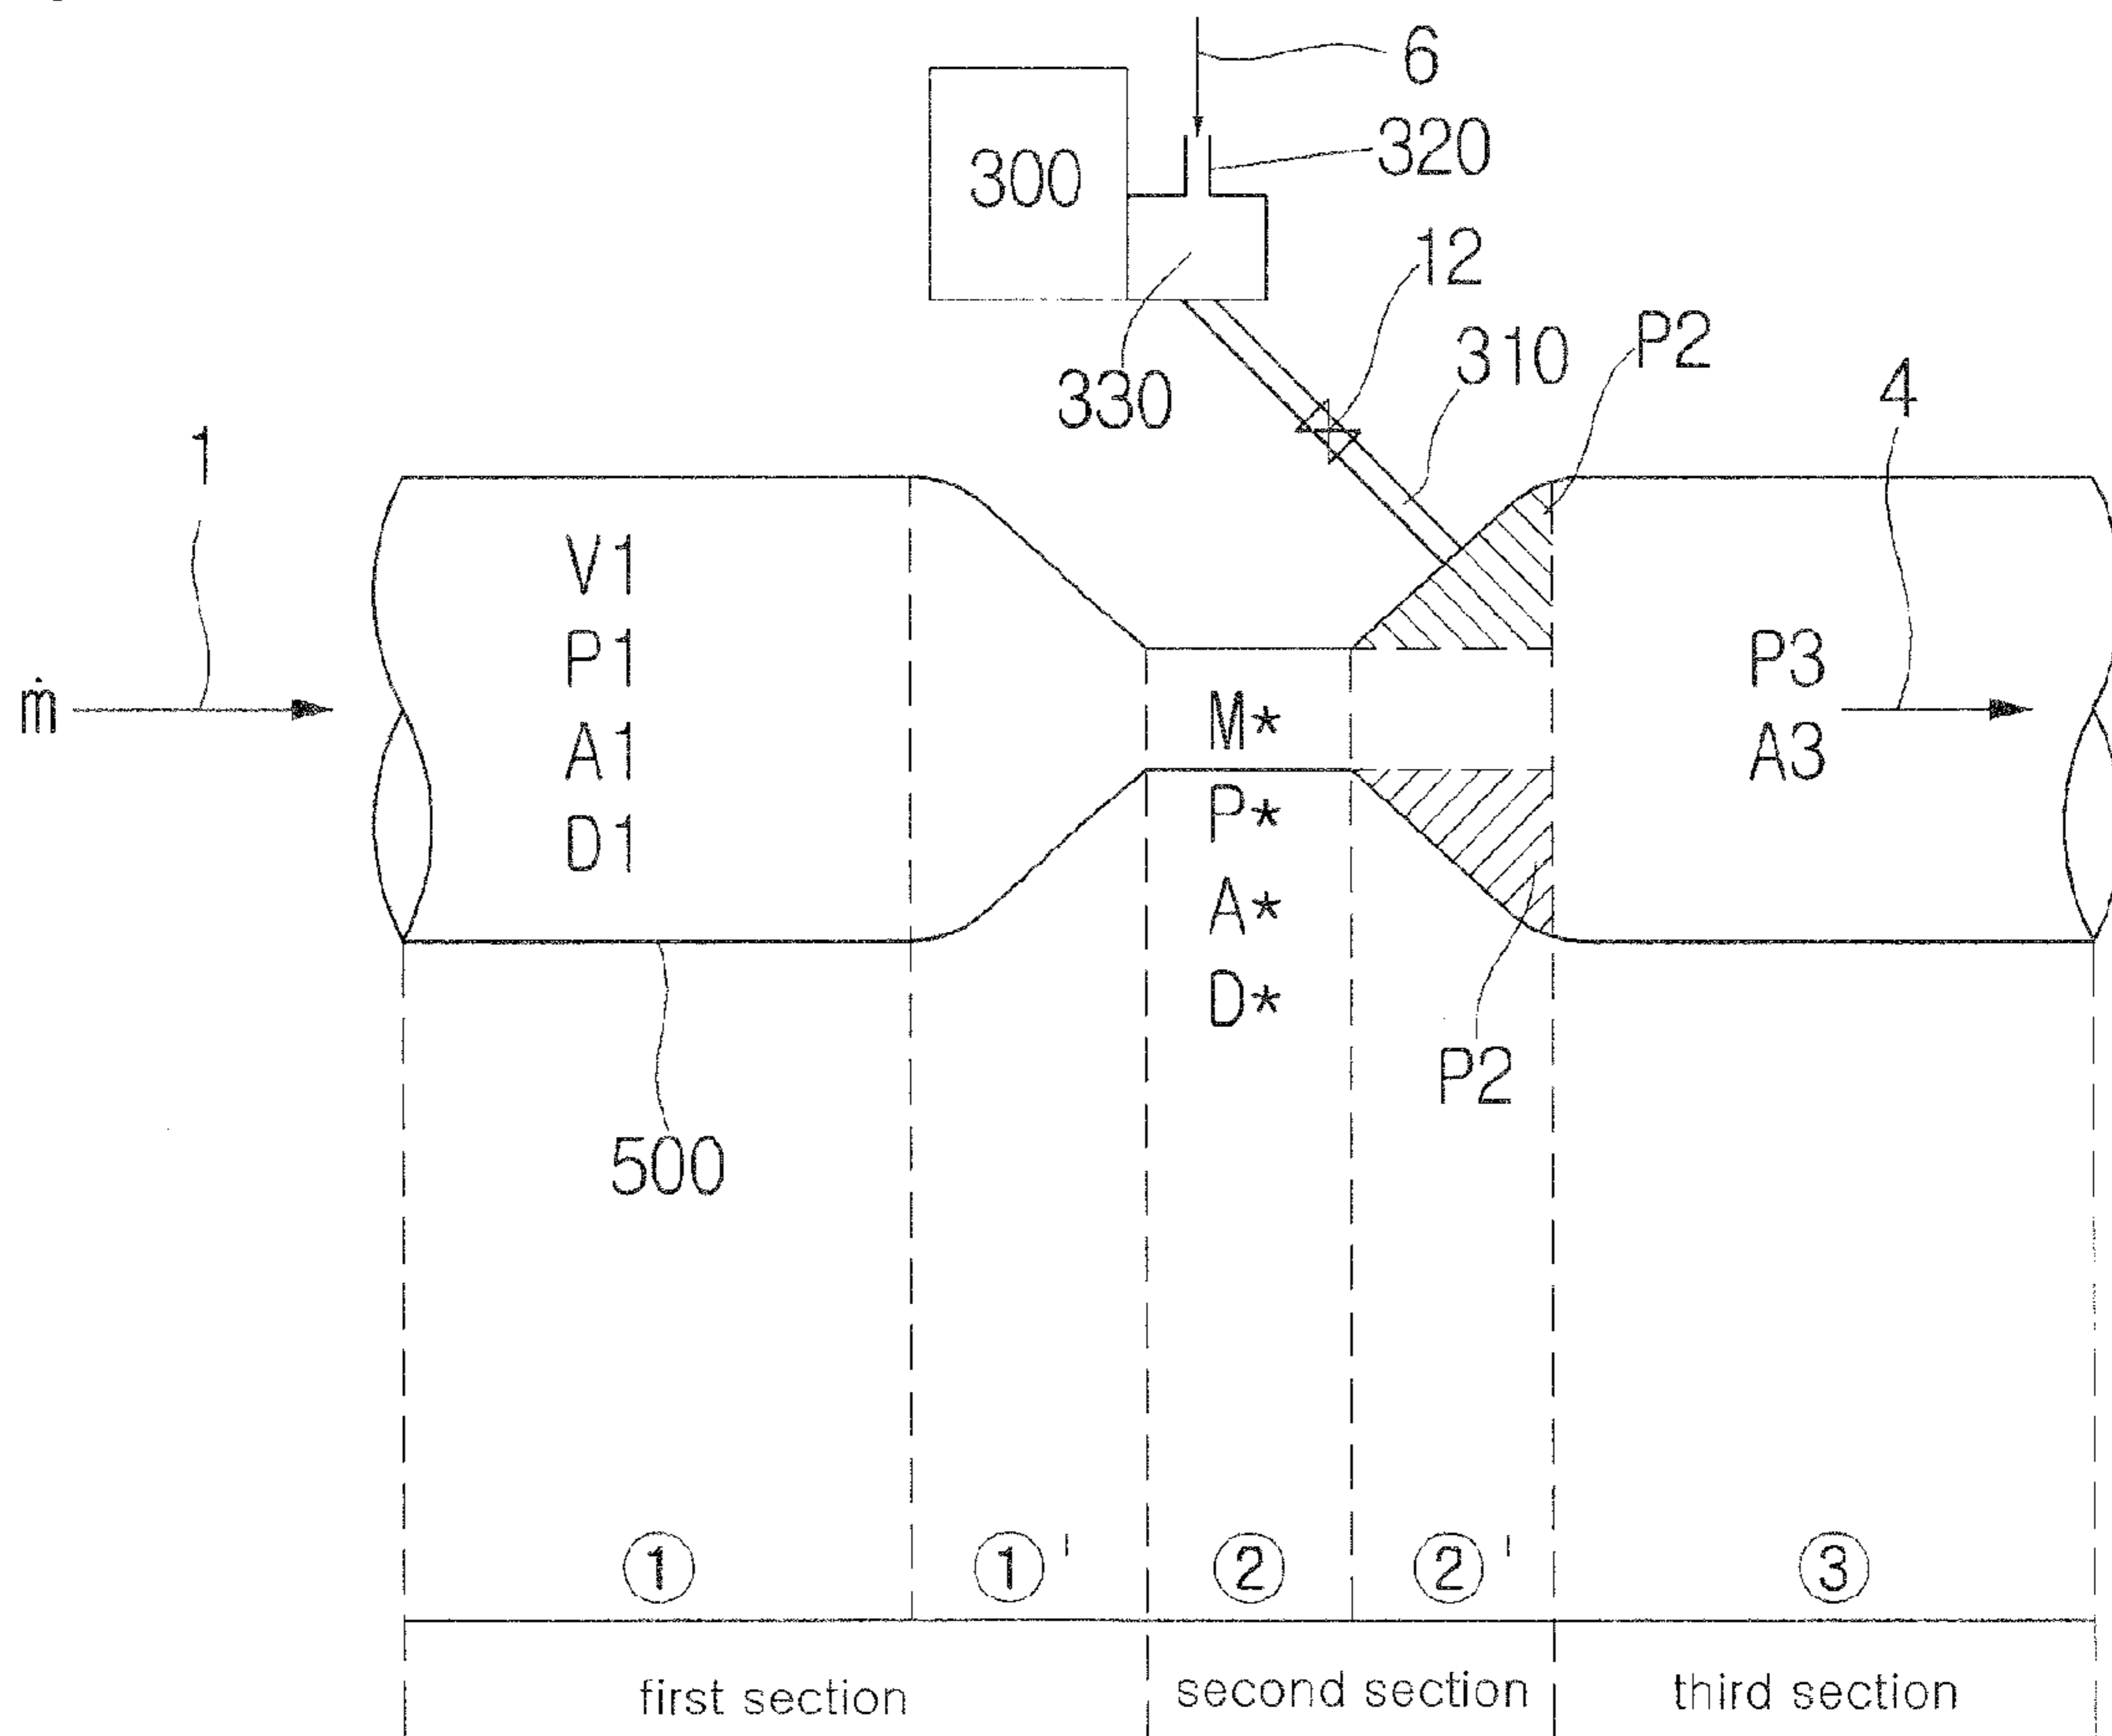 6
320
300
12
P2
310
330
4
1
V1
P1
A1
D1
ṁ
M*
P*
A*
D*
P3
A3
P2
500
① ①' ② ②' ③
first section second section third section